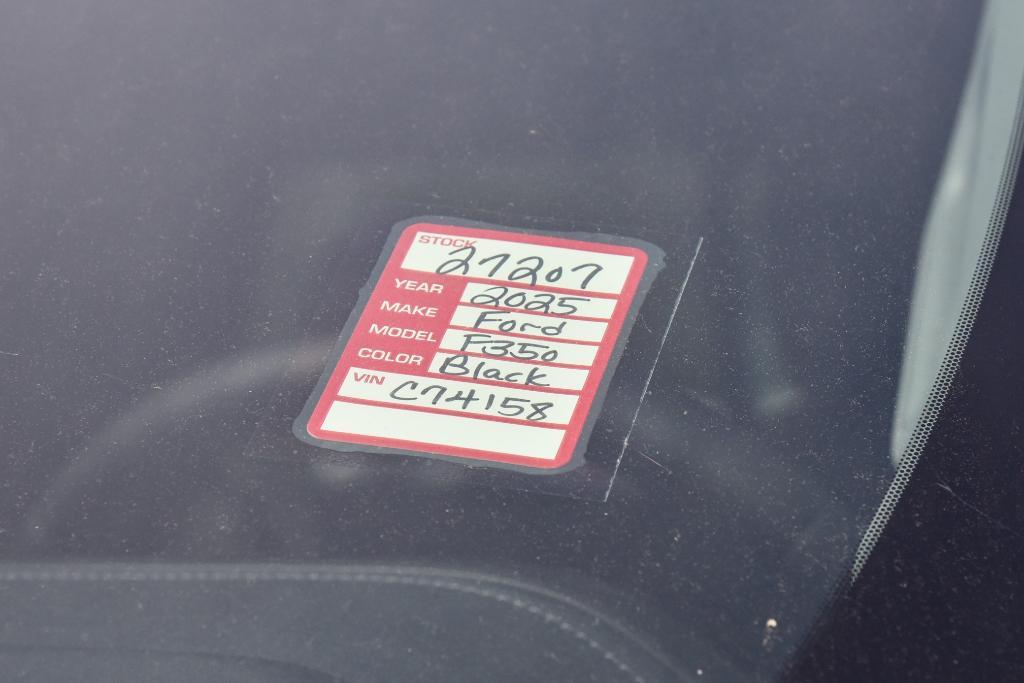 STOCK
27207
YEAR 2025
MAKE Ford
MODEL F350
COLOR Black
VIN C74158